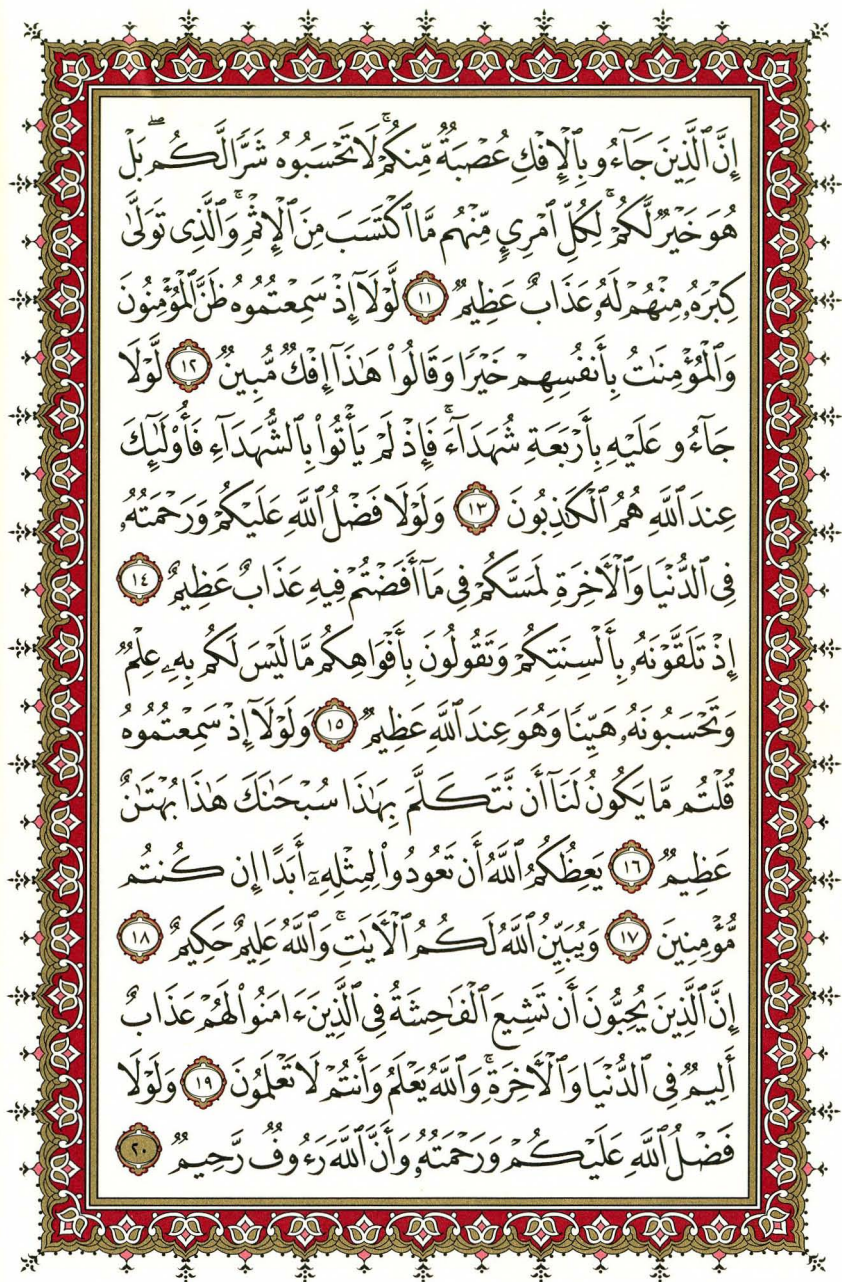 إِنَّ ٱلَّذِينَ جَآءُو بِٱلْإِفْكِ عُصْبَةٌ مِّنكُمْ ۚ لَا تَحْسَبُوهُ شَرًّا لَّكُم ۖ بَلْ
هُوَ خَيْرٌ لَّكُمْ ۚ لِكُلِّ ٱمْرِئٍ مِّنْهُم مَّا ٱكْتَسَبَ مِنَ ٱلْإِثْمِ ۚ وَٱلَّذِى تَوَلَّىٰ
كِبْرَهُۥ مِنْهُمْ لَهُۥ عَذَابٌ عَظِيمٌ ١١ لَّوْلَآ إِذْ سَمِعْتُمُوهُ ظَنَّ ٱلْمُؤْمِنُونَ
وَٱلْمُؤْمِنَٰتُ بِأَنفُسِهِمْ خَيْرًا وَقَالُوا۟ هَٰذَآ إِفْكٌ مُّبِينٌ ١٢ لَّوْلَا
جَآءُو عَلَيْهِ بِأَرْبَعَةِ شُهَدَآءَ ۚ فَإِذْ لَمْ يَأْتُوا۟ بِٱلشُّهَدَآءِ فَأُو۟لَٰٓئِكَ
عِندَ ٱللَّهِ هُمُ ٱلْكَٰذِبُونَ ١٣ وَلَوْلَا فَضْلُ ٱللَّهِ عَلَيْكُمْ وَرَحْمَتُهُۥ
فِى ٱلدُّنْيَا وَٱلْءَاخِرَةِ لَمَسَّكُمْ فِى مَآ أَفَضْتُمْ فِيهِ عَذَابٌ عَظِيمٌ ١٤
إِذْ تَلَقَّوْنَهُۥ بِأَلْسِنَتِكُمْ وَتَقُولُونَ بِأَفْوَاهِكُم مَّا لَيْسَ لَكُم بِهِۦ عِلْمٌ
وَتَحْسَبُونَهُۥ هَيِّنًا وَهُوَ عِندَ ٱللَّهِ عَظِيمٌ ١٥ وَلَوْلَآ إِذْ سَمِعْتُمُوهُ
قُلْتُم مَّا يَكُونُ لَنَآ أَن نَّتَكَلَّمَ بِهَٰذَا سُبْحَٰنَكَ هَٰذَا بُهْتَٰنٌ
عَظِيمٌ ١٦ يَعِظُكُمُ ٱللَّهُ أَن تَعُودُوا۟ لِمِثْلِهِۦٓ أَبَدًا إِن كُنتُم
مُّؤْمِنِينَ ١٧ وَيُبَيِّنُ ٱللَّهُ لَكُمُ ٱلْءَايَٰتِ ۚ وَٱللَّهُ عَلِيمٌ حَكِيمٌ ١٨
إِنَّ ٱلَّذِينَ يُحِبُّونَ أَن تَشِيعَ ٱلْفَٰحِشَةُ فِى ٱلَّذِينَ ءَامَنُوا۟ لَهُمْ عَذَابٌ
أَلِيمٌ فِى ٱلدُّنْيَا وَٱلْءَاخِرَةِ ۚ وَٱللَّهُ يَعْلَمُ وَأَنتُمْ لَا تَعْلَمُونَ ١٩ وَلَوْلَا
فَضْلُ ٱللَّهِ عَلَيْكُمْ وَرَحْمَتُهُۥ وَأَنَّ ٱللَّهَ رَءُوفٌ رَّحِيمٌ ٢٠